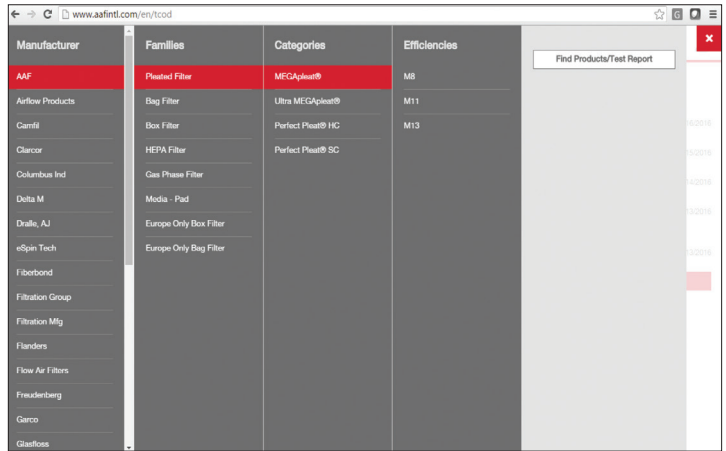 www.aafintl.com/en/tcod
Manufacturer
AAF
Airflow Products
Camfil
Clarcor
Columbus Ind
Delta M
Dralle, AJ
eSpin Tech
Fiberbond
Filtration Group
Filtration Mfg
Flanders
Flow Air Filters
Freudenberg
Garco
Glasfloss
Families
Pleated Filter
Bag Filter
Box Filter
HEPA Filter
Gas Phase Filter
Media - Pad
Europe Only Box Filter
Europe Only Bag Filter
Categories
MEGApleat®
Ultra MEGApleat®
Perfect Pleat® HC
Perfect Pleat® SC
Efficiencies
M8
M11
M13
Find Products/Test Report